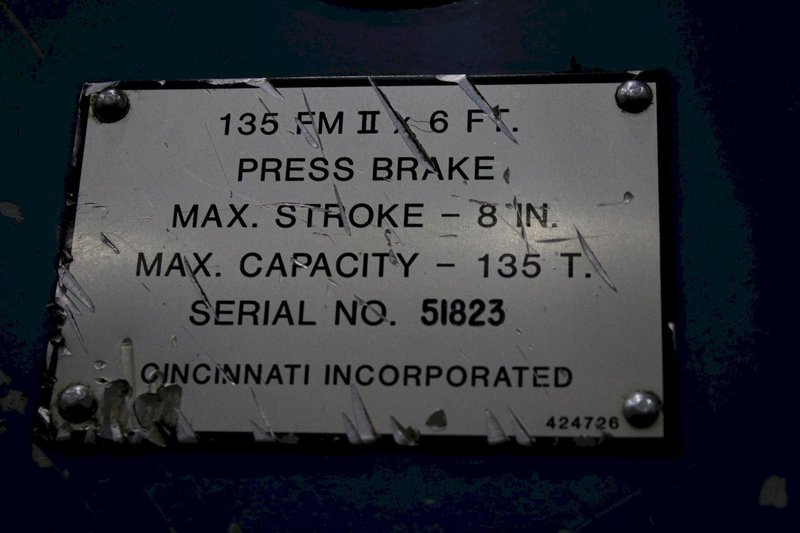 135 FM II x 6 FT.
PRESS BRAKE
MAX. STROKE - 8 IN.
MAX. CAPACITY - 135 T.
SERIAL NO. 51823
CINCINNATI INCORPORATED
424726